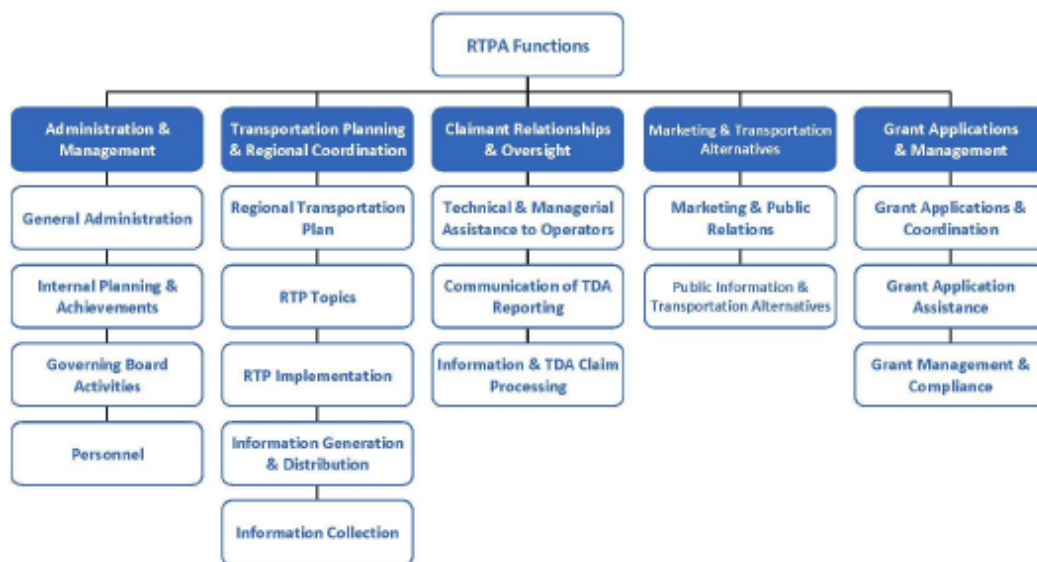 RTPA Functions
Administration &
Management
General Administration
Internal Planning &
Achievements
Governing Board
Activities
Personnel
Transportation Planning
& Regional Coordination
Regional Transportation
Plan
RTP Topics
RTP Implementation
Information Generation
& Distribution
Information Collection
Claimant Relationships
& Oversight
Technical & Managerial
Assistance to Operators
Communication of TDA
Reporting
Information & TDA Claim
Processing
Marketing & Transportation
Alternatives
Marketing & Public
Relations
Public Information &
Transportation Alternatives
Grant Applications
& Management
Grant Applications &
Coordination
Grant Application
Assistance
Grant Management &
Compliance